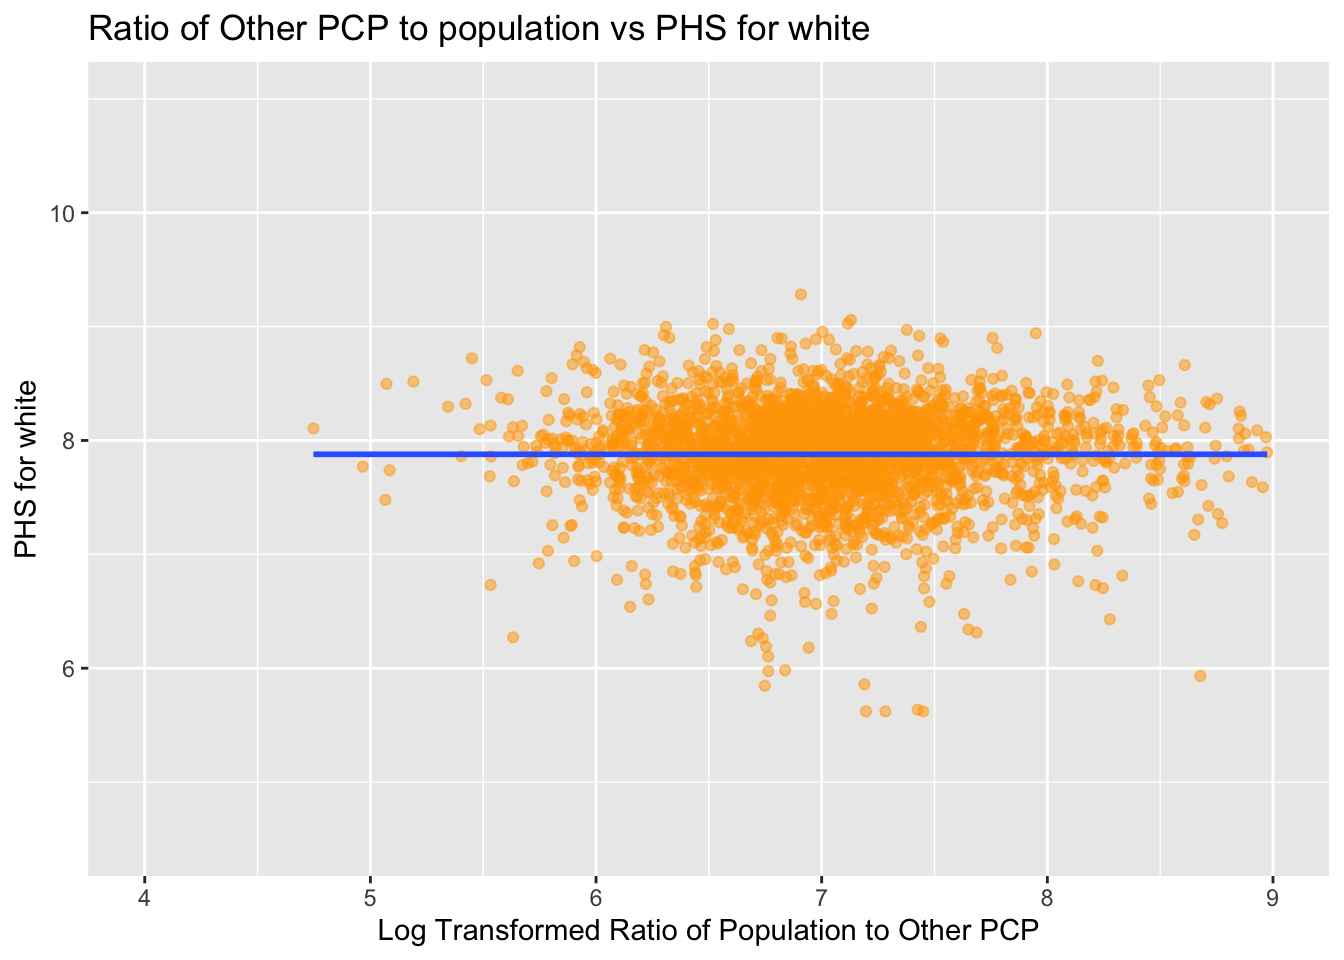 Ratio of Other PCP to population vs PHS for white
PHS for white
10
8
6
4 5 6 7 8 9
Log Transformed Ratio of Population to Other PCP